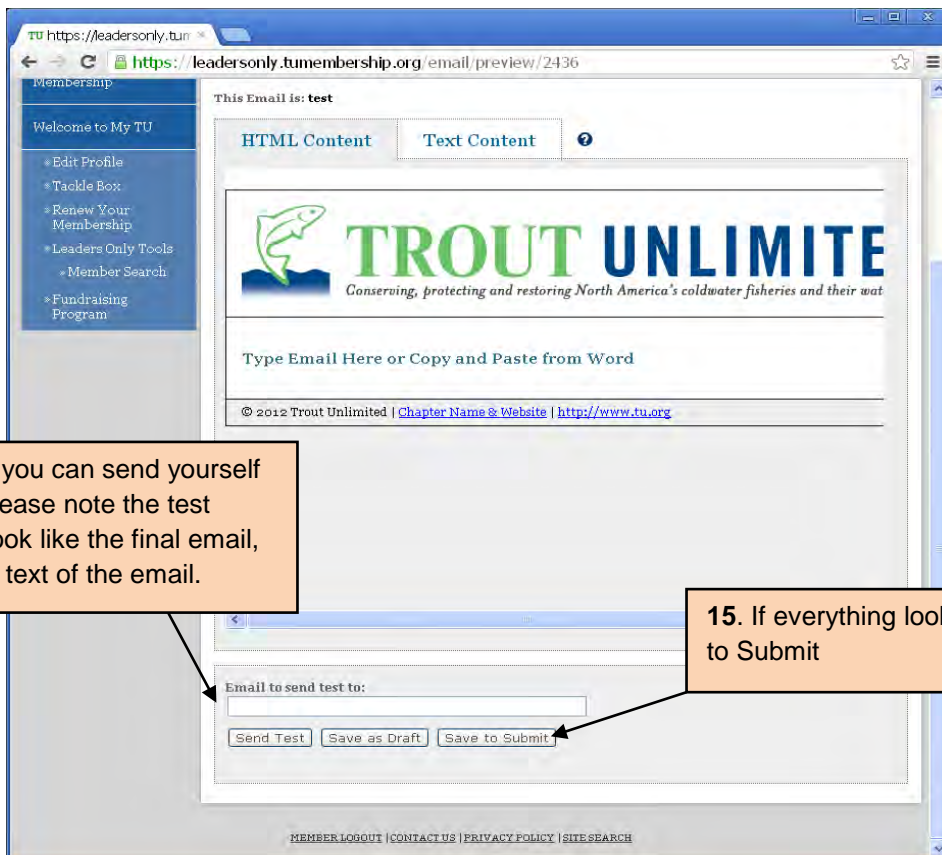 TU https://leadersonly.tum
https://leadersonly.tumembership.org/email/preview/2436
Membership
Welcome to My TU
» Edit Profile
» Tackle Box
» Renew Your
Membership
» Leaders Only Tools
» Member Search
» Fundraising
Program
This Email is: test
HTML Content
Text Content
?
TROUT UNLIMITE
Conserving, protecting and restoring North America's coldwater fisheries and their wat
Type Email Here or Copy and Paste from Word
© 2012 Trout Unlimited | Chapter Name & Website | http://www.tu.org
you can send yourself
ease note the test
ook like the final email,
text of the email.
15. If everything loo
to Submit
Email to send test to:
Send Test
Save as Draft
Save to Submit
MEMBER LOGOUT | CONTACT US | PRIVACY POLICY | SITE SEARCH